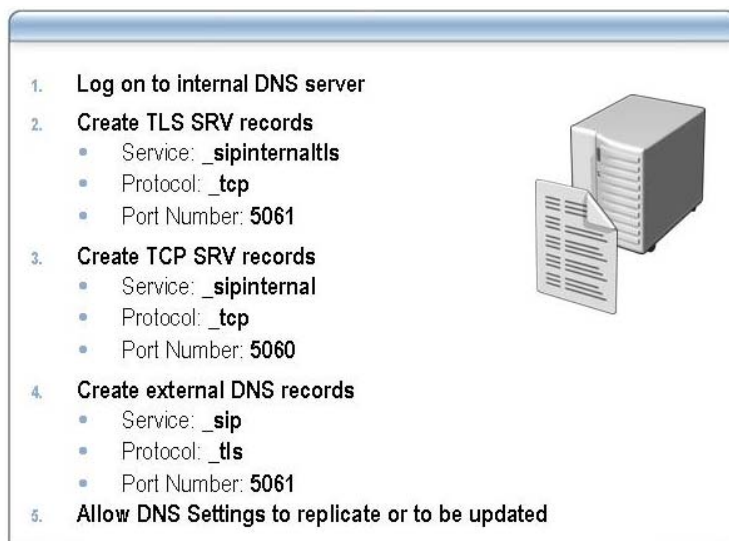 1. Log on to internal DNS server
2. Create TLS SRV records
• Service: _sipinternaltls
• Protocol: _tcp
• Port Number: 5061
3. Create TCP SRV records
• Service: _sipinternal
• Protocol: _tcp
• Port Number: 5060
4. Create external DNS records
• Service: _sip
• Protocol: _tls
• Port Number: 5061
5. Allow DNS Settings to replicate or to be updated